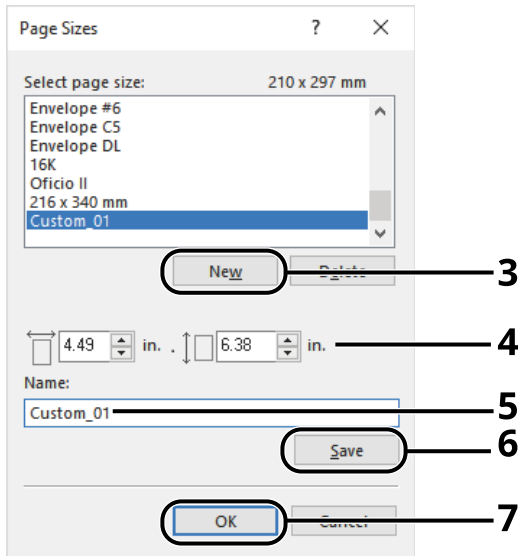 Page Sizes ? ×
Select page size: 210 x 297 mm
Envelope #6
Envelope C5
Envelope DL
16K
Oficio II
216 x 340 mm
Custom_01
New Delete 3
4.49 in. . 6.38 in. 4
Name:
Custom_01 5
Save 6
OK Cancel 7